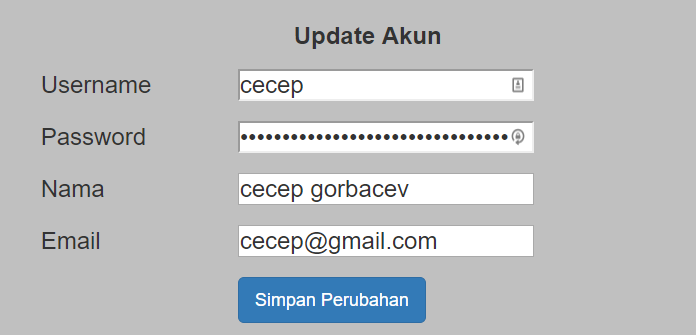 Update Akun
Username cecep
Password ••••••••••••••••••••••••••••••••
Nama cecep gorbacev
Email cecep@gmail.com
Simpan Perubahan